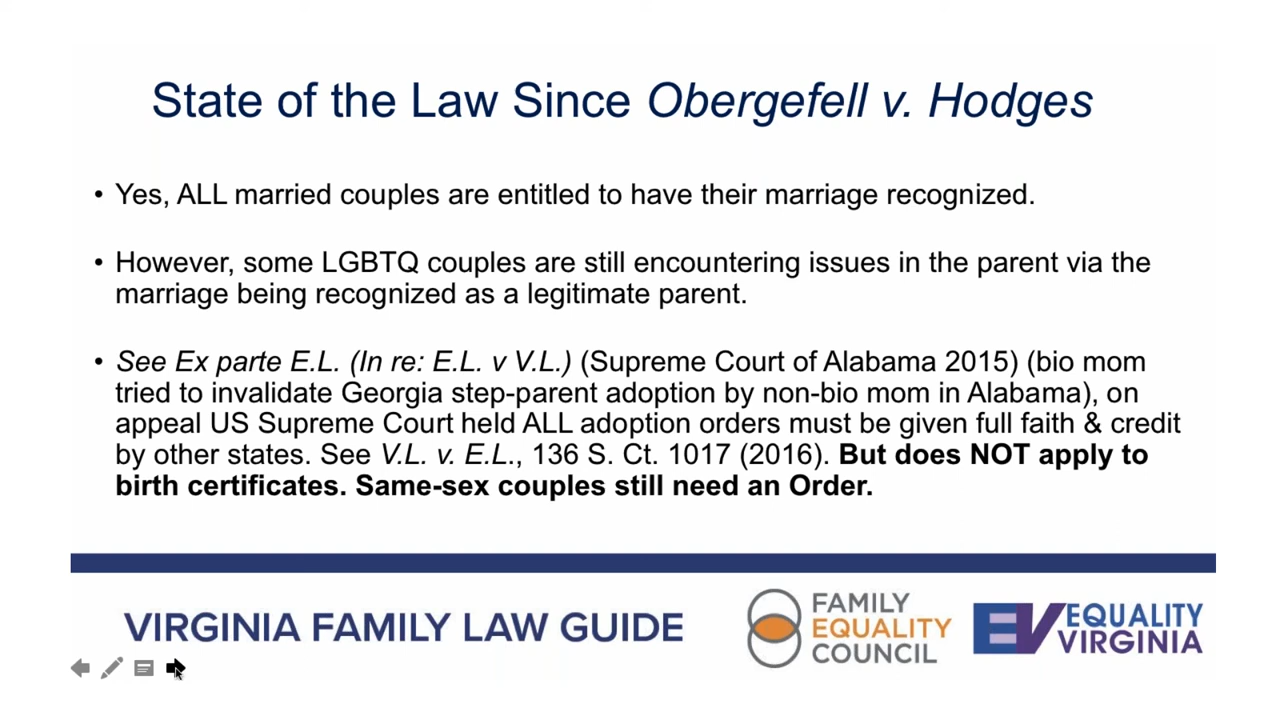 State of the Law Since Obergefell v. Hodges
• Yes, ALL married couples are entitled to have their marriage recognized.
• However, some LGBTQ couples are still encountering issues in the parent via the
marriage being recognized as a legitimate parent.
• See Ex parte E.L. (In re: E.L. v V.L.) (Supreme Court of Alabama 2015) (bio mom
tried to invalidate Georgia step-parent adoption by non-bio mom in Alabama), on
appeal US Supreme Court held ALL adoption orders must be given full faith & credit
by other states. See V.L. v. E.L., 136 S. Ct. 1017 (2016). But does NOT apply to
birth certificates. Same-sex couples still need an Order.
VIRGINIA FAMILY LAW GUIDE
FAMILY
EQUALITY
COUNCIL
EV
EQUALITY
VIRGINIA